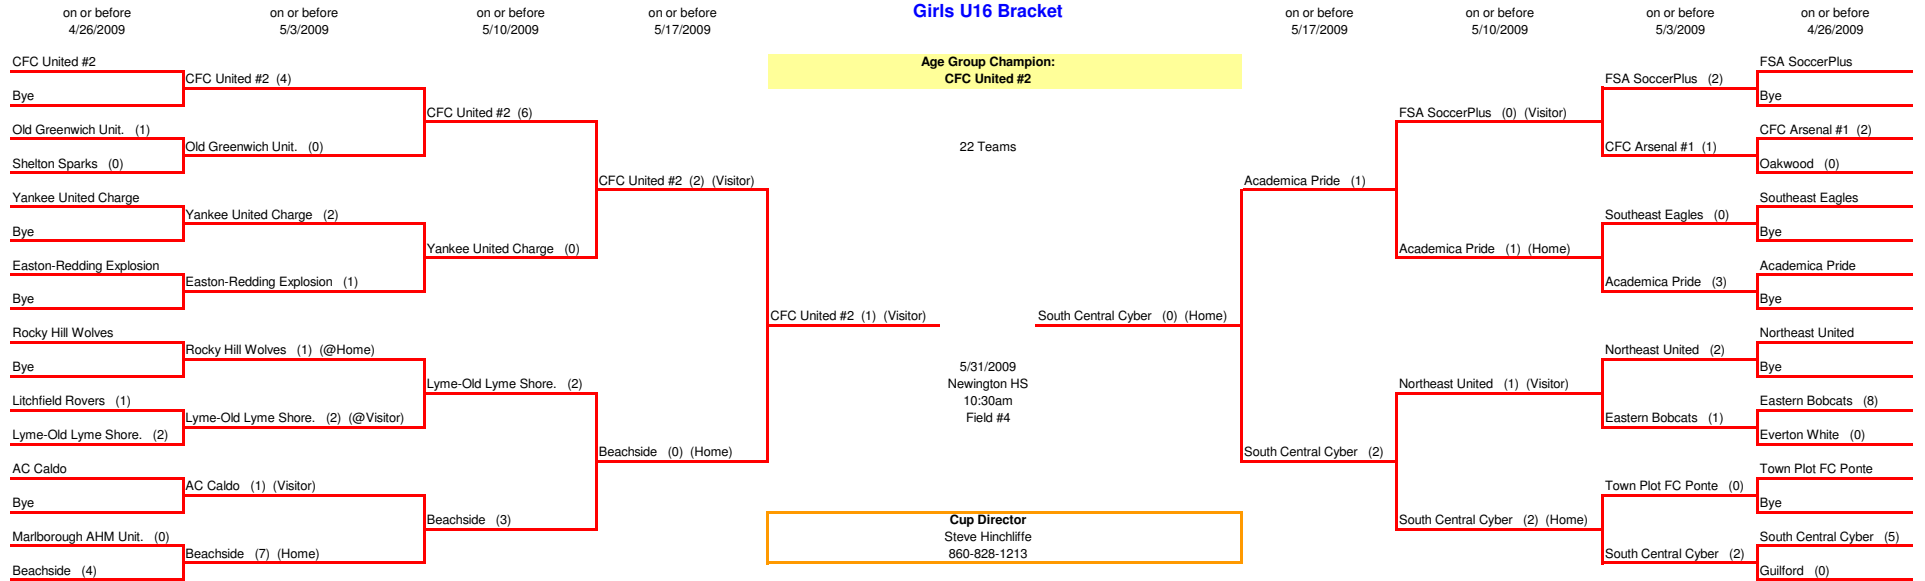 Girls U16 Bracket
on or before
4/26/2009
on or before
5/3/2009
on or before
5/10/2009
on or before
5/17/2009
on or before
5/17/2009
on or before
5/10/2009
on or before
5/3/2009
on or before
4/26/2009
CFC United #2
Bye
Old Greenwich Unit. (1)
Shelton Sparks (0)
Yankee United Charge
Bye
Easton-Redding Explosion
Bye
Rocky Hill Wolves
Bye
Litchfield Rovers (1)
Lyme-Old Lyme Shore. (2)
AC Caldo
Bye
Marlborough AHM Unit. (0)
Beachside (4)
CFC United #2 (4)
Old Greenwich Unit. (0)
Yankee United Charge (2)
Easton-Redding Explosion (1)
Rocky Hill Wolves (1) (@Home)
Lyme-Old Lyme Shore. (2) (@Visitor)
AC Caldo (1) (Visitor)
Beachside (7) (Home)
CFC United #2 (6)
Yankee United Charge (0)
Lyme-Old Lyme Shore. (2)
Beachside (3)
CFC United #2 (2) (Visitor)
Beachside (0) (Home)
CFC United #2 (1) (Visitor)
Age Group Champion:
CFC United #2
22 Teams
5/31/2009
Newington HS
10:30am
Field #4
Cup Director
Steve Hinchliffe
860-828-1213
South Central Cyber (0) (Home)
Academica Pride (1)
South Central Cyber (2)
FSA SoccerPlus (0) (Visitor)
Academica Pride (1) (Home)
Northeast United (1) (Visitor)
South Central Cyber (2) (Home)
FSA SoccerPlus (2)
CFC Arsenal #1 (1)
Southeast Eagles (0)
Academica Pride (3)
Northeast United (2)
Eastern Bobcats (1)
Town Plot FC Ponte (0)
South Central Cyber (2)
FSA SoccerPlus
Bye
CFC Arsenal #1 (2)
Oakwood (0)
Southeast Eagles
Bye
Academica Pride
Bye
Northeast United
Bye
Eastern Bobcats (8)
Everton White (0)
Town Plot FC Ponte
Bye
South Central Cyber (5)
Guilford (0)